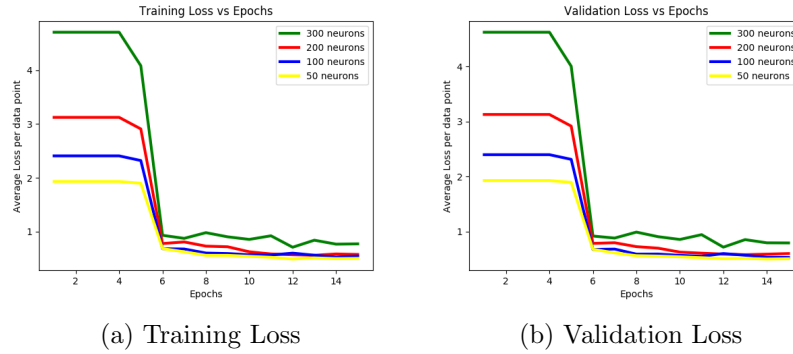 Training Loss vs Epochs
300 neurons
200 neurons
100 neurons
50 neurons
4
3
2
1
Average Loss per data point
2 4 6 8 10 12 14
Epochs
(a) Training Loss
Validation Loss vs Epochs
300 neurons
200 neurons
100 neurons
50 neurons
4
3
2
1
Average Loss per data point
2 4 6 8 10 12 14
Epochs
(b) Validation Loss